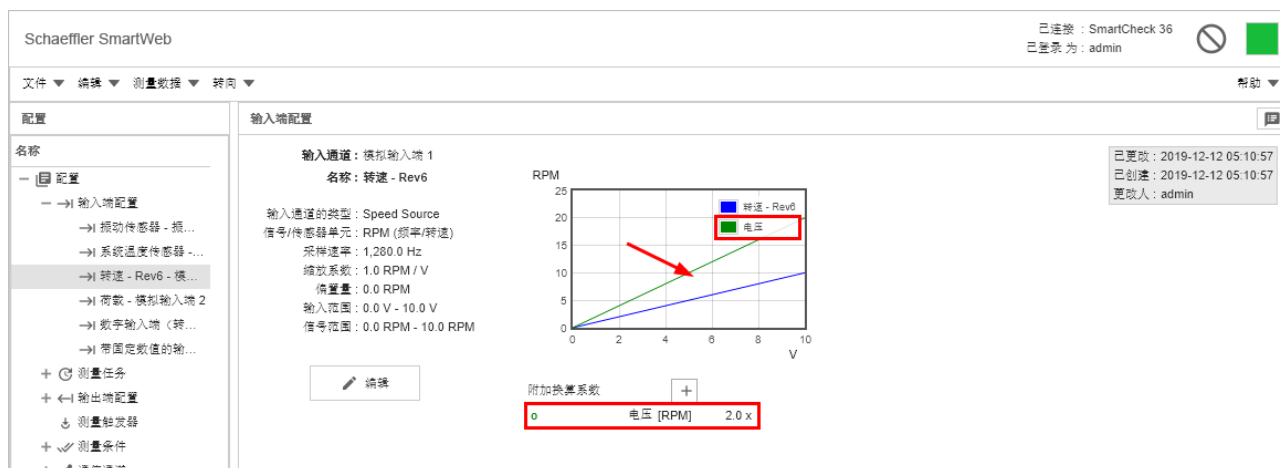 Schaeffler SmartWeb
已连接 : SmartCheck 36
已登录 为 : admin
文件 编辑 测量数据 转向 帮助
配置
名称
配置
输入端配置
振动传感器 - 振...
系统温度传感器 -...
转速 - Rev6 - 模...
荷载 - 模拟输入端 2
数字输入端（转...
带固定数值的输...
测量任务
输出端配置
测量触发器
测量条件
输入端配置
输入通道 : 模拟输入端 1
名称 : 转速 - Rev6
输入通道的类型 : Speed Source
信号/传感器单元 : RPM (频率/转速)
采样速率 : 1,280.0 Hz
缩放系数 : 1.0 RPM / V
偏置量 : 0.0 RPM
输入范围 : 0.0 V - 10.0 V
信号范围 : 0.0 RPM - 10.0 RPM
编辑
RPM
25
20
15
10
5
0
0 2 4 6 8 10
V
转速 - Rev6
电压
附加换算系数 +
o 电压 [RPM] 2.0 x
已更改 : 2019-12-12 05:10:57
已创建 : 2019-12-12 05:10:57
更改人 : admin